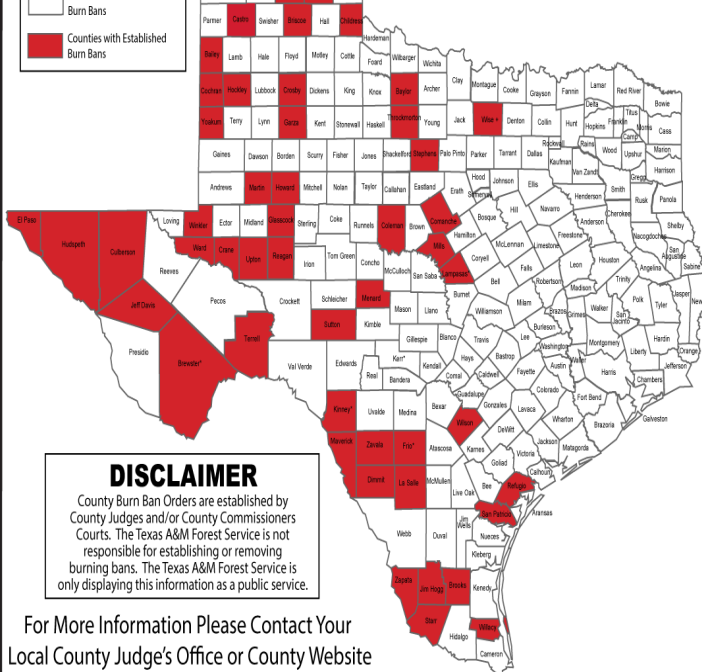 Burn Bans
Counties with Established
Burn Bans
Parmer Castro Swisher Briscoe Hall Childress
Hardeman
Bailey Lamb Hale Floyd Motley Cottle Foard Wilbarger Wichita
Clay Montague Cooke Grayson Fannin Lamar Red River Bowie
Cochran Hockley Lubbock Crosby Dickens King Knox Baylor Archer
Delta Titus Hopkins Franklin Morris Cass
Yoakum Terry Lynn Garza Kent Stonewall Haskell Throckmorton Young Jack Wise + Denton Collin Hunt
Camp Marion
Rockwall Rains Wood Upshur
Gaines Dawson Borden Scurry Fisher Jones Shackelford Stephens Palo Pinto Parker Tarrant Dallas Kaufman Van Zandt Gregg Harrison
Andrews Martin Howard Mitchell Nolan Taylor Callahan Eastland Erath Hood Somervell Johnson Ellis Henderson Smith Rusk Panola
El Paso Hudspeth Culberson Loving Winkler Ector Midland Glasscock Sterling Coke Runnels Coleman Brown Comanche Hamilton Bosque Hill Navarro Freestone Anderson Cherokee Nacogdoches Shelby
Reeves Ward Crane Upton Reagan Irion Tom Green Concho McCulloch San Saba Mills Lampasas* Coryell McLennan Limestone Leon Houston Angelina San Augustine Sabine
Bell Falls Robertson Madison Trinity
Jeff Davis Pecos Crockett Schleicher Menard Mason Llano Burnet Williamson Milam Brazos Grimes Walker San Jacinto Polk Tyler Jasper New
Presidio Brewster* Terrell Sutton Kimble Gillespie Blanco Travis Lee Burleson Washington Montgomery Liberty Hardin Orange
Val Verde Edwards Kerr* Kendall Hays Bastrop Fayette Austin Waller Harris Chambers Jefferson
Real Bandera Comal Caldwell Colorado Fort Bend Galveston
Kinney* Uvalde Medina Bexar Guadalupe Gonzales Lavaca Wharton Brazoria
Maverick Zavala Frio* Atascosa Wilson Karnes DeWitt Jackson Matagorda
Dimmit La Salle McMullen Live Oak Bee Goliad Victoria Calhoun
Refugio
San Patricio Aransas
Webb Duval Jim Wells Nueces
Kleberg
Zapata Jim Hogg Brooks Kenedy
Starr Hidalgo Willacy
Cameron
DISCLAIMER
County Burn Ban Orders are established by
County Judges and/or County Commissioners
Courts. The Texas A&M Forest Service is not
responsible for establishing or removing
burning bans. The Texas A&M Forest Service is
only displaying this information as a public service.
For More Information Please Contact Your
Local County Judge's Office or County Website